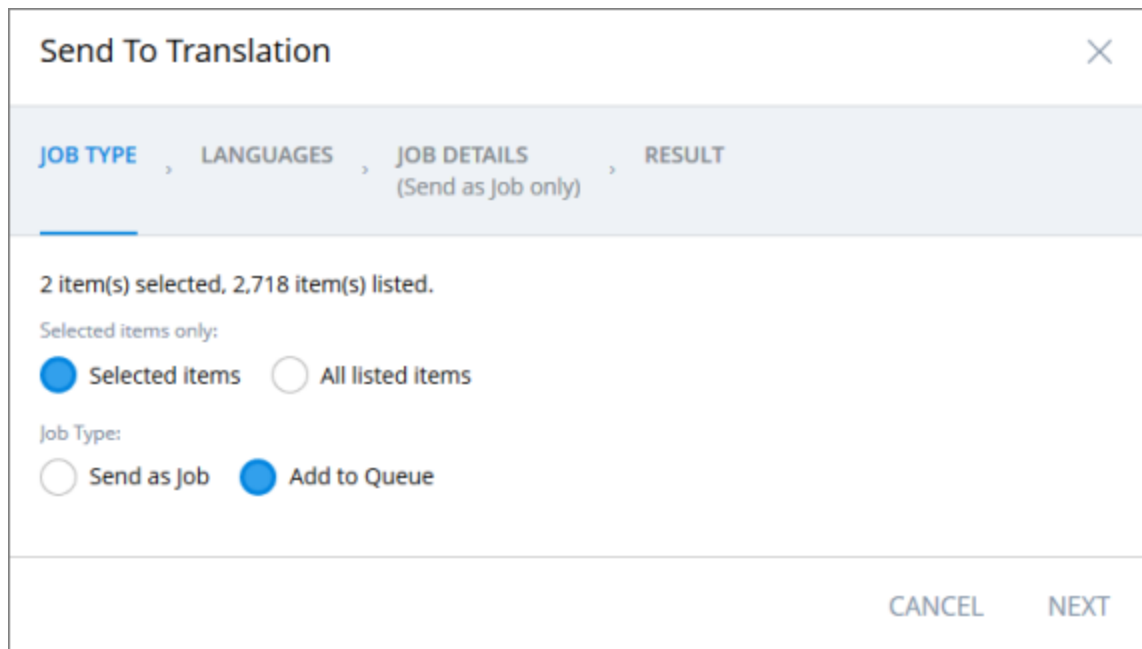 Send To Translation
JOB TYPE › LANGUAGES › JOB DETAILS › RESULT
(Send as Job only)
2 item(s) selected, 2,718 item(s) listed.
Selected items only:
Selected items All listed items
Job Type:
Send as Job Add to Queue
CANCEL NEXT